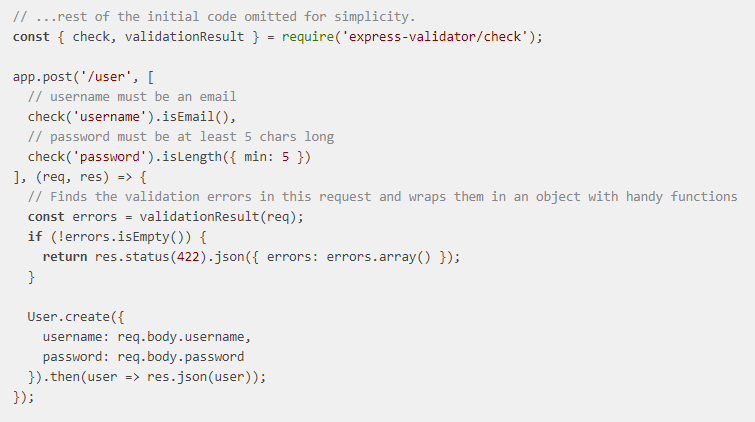 // ...rest of the initial code omitted for simplicity.
const { check, validationResult } = require('express-validator/check');

app.post('/user', [
  // username must be an email
  check('username').isEmail(),
  // password must be at least 5 chars long
  check('password').isLength({ min: 5 })
], (req, res) => {
  // Finds the validation errors in this request and wraps them in an object with handy functions
  const errors = validationResult(req);
  if (!errors.isEmpty()) {
    return res.status(422).json({ errors: errors.array() });
  }

  User.create({
    username: req.body.username,
    password: req.body.password
  }).then(user => res.json(user));
});